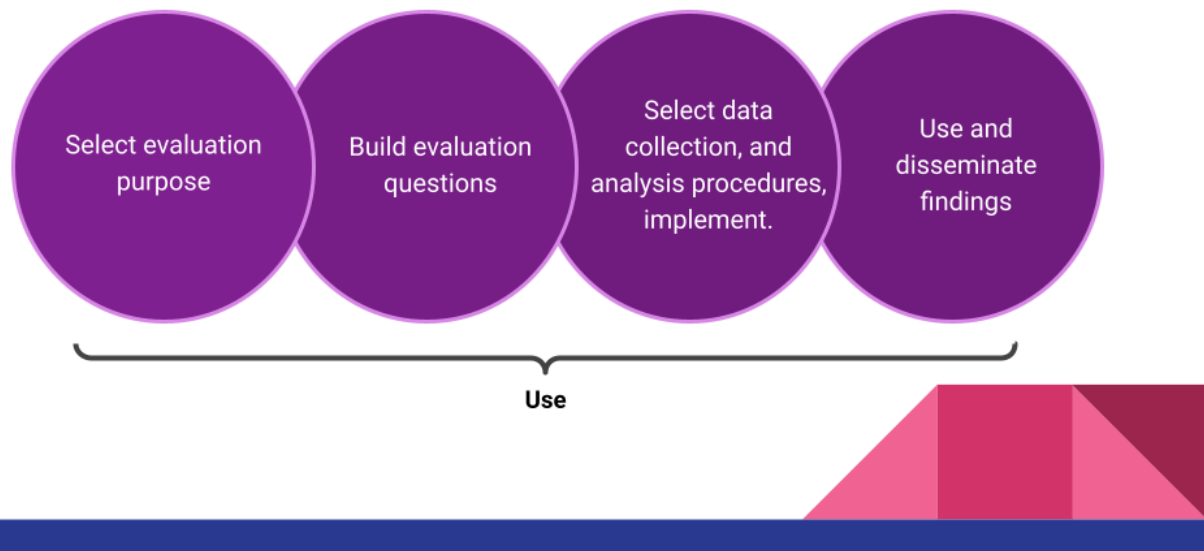 Select evaluation
purpose
Build evaluation
questions
Select data
collection, and
analysis procedures,
implement.
Use and
disseminate
findings
Use